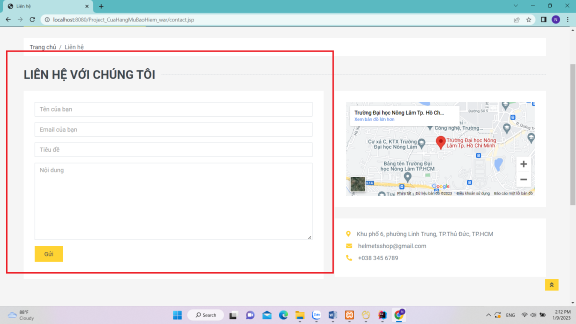 Liên hệ
localhost:8080/Project_CuaHangMuBaoHiem_war/contact.jsp
Trang chủ / Liên hệ
LIÊN HỆ VỚI CHÚNG TÔI
Tên của bạn
Email của bạn
Tiêu đề
Nội dung
Gửi
Trường Đại học Nông Lâm Tp. Hồ Ch...
Xem bản đồ lớn hơn
Công nghệ, Trường
Cư xá C, KTX Trường
Đại học Nông Lâm
Trường Đại học Nông
Lâm Tp. Hồ Chí Minh
Bảng tên Trường Đại
học Nông Lâm TP.HCM
Google
Phím tắt
Dữ liệu bản đồ ©2023
Điều khoản sử dụng
Báo cáo một lỗi bản đồ
Khu phố 6, phường Linh Trung, TP.Thủ Đức, TP.HCM
helmetsshop@gmail.com
+038 345 6789
88°F
Cloudy
Search
ENG
2:12 PM
1/9/2023